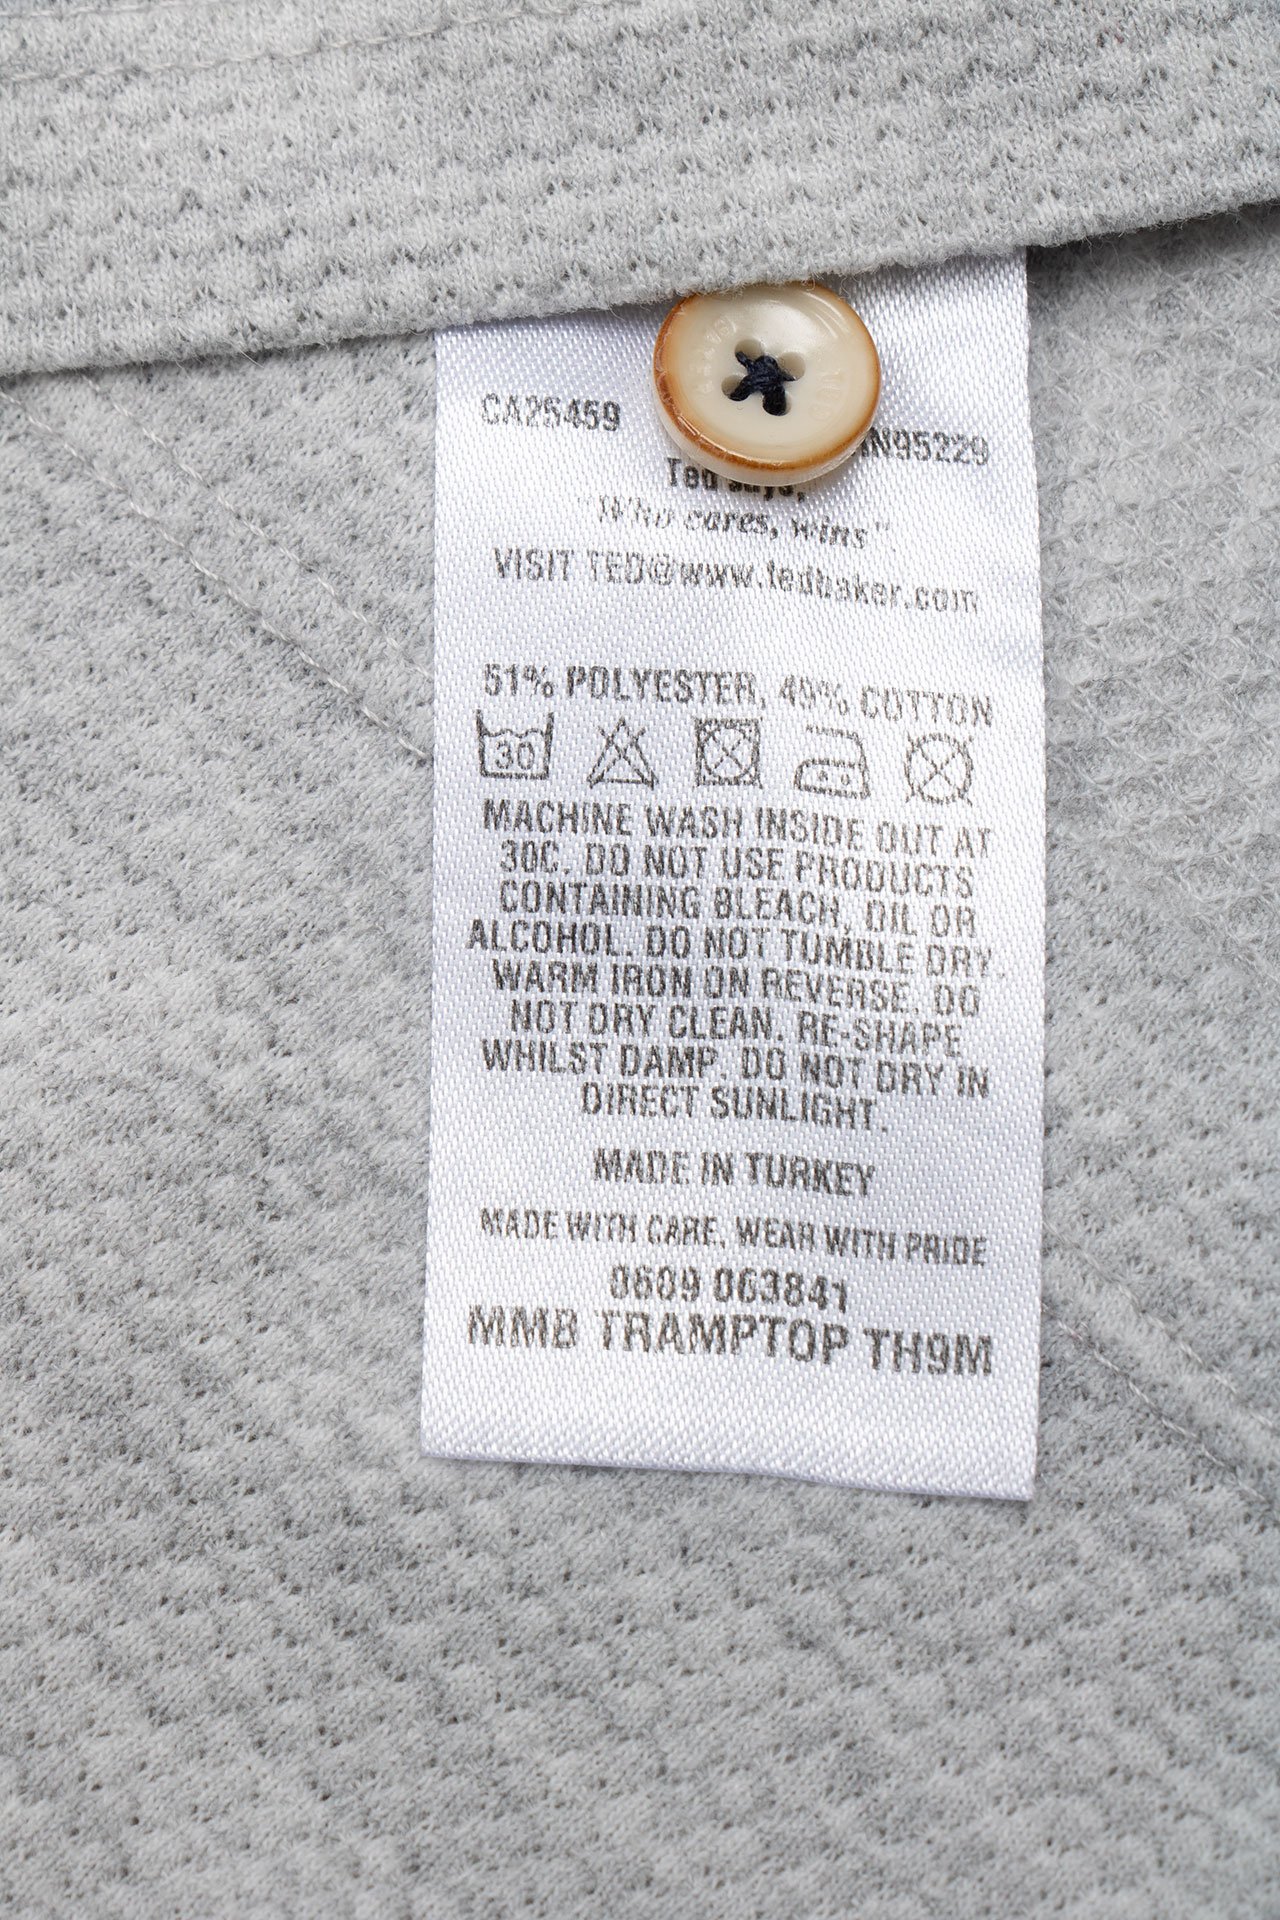 CA25459
N95229
Ted says,
"Who cares, wins"
VISIT TED@www.tedbaker.com
51% POLYESTER, 49% COTTON
30
MACHINE WASH INSIDE OUT AT
30C. DO NOT USE PRODUCTS
CONTAINING BLEACH, OIL OR
ALCOHOL. DO NOT TUMBLE DRY
WARM IRON ON REVERSE. DO
NOT DRY CLEAN. RE-SHAPE
WHILST DAMP. DO NOT DRY IN
DIRECT SUNLIGHT.
MADE IN TURKEY
MADE WITH CARE, WEAR WITH PRIDE
0609 063841
MMB TRAMPTOP TH9M